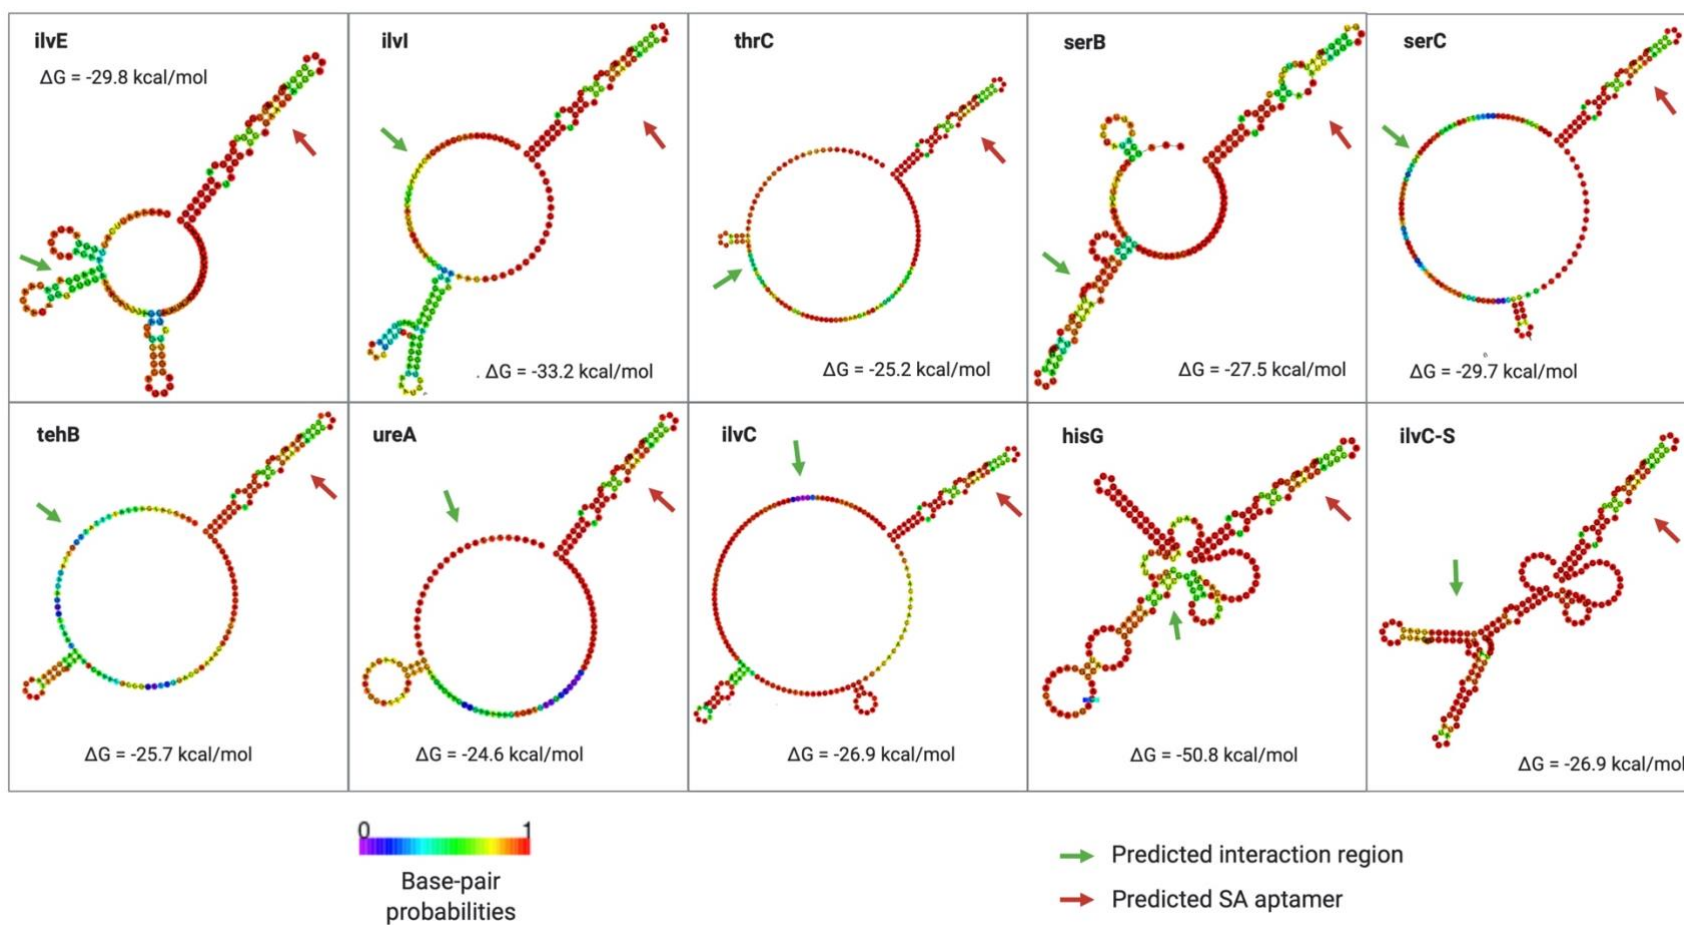 ilvE
ΔG = -29.8 kcal/mol
ilvI
ΔG = -33.2 kcal/mol
thrC
ΔG = -25.2 kcal/mol
serB
ΔG = -27.5 kcal/mol
serC
ΔG = -29.7 kcal/mol
tehB
ΔG = -25.7 kcal/mol
ureA
ΔG = -24.6 kcal/mol
ilvC
ΔG = -26.9 kcal/mol
hisG
ΔG = -50.8 kcal/mol
ilvC-S
ΔG = -26.9 kcal/mol
0 1
Base-pair
probabilities
Predicted interaction region
Predicted SA aptamer